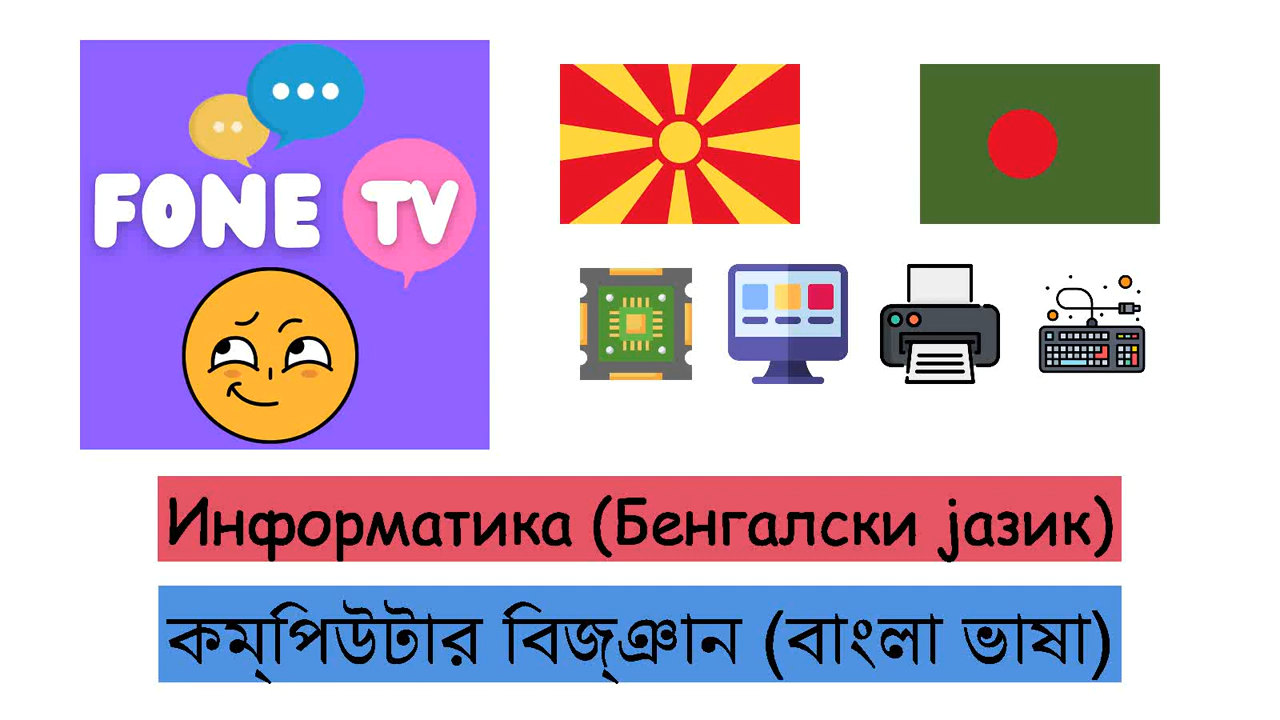 FONE TV
Информатика (Бенгалски јазик)
কম্‌পিউটার বিজ্‌ঞান (বাংলা ভাষা)